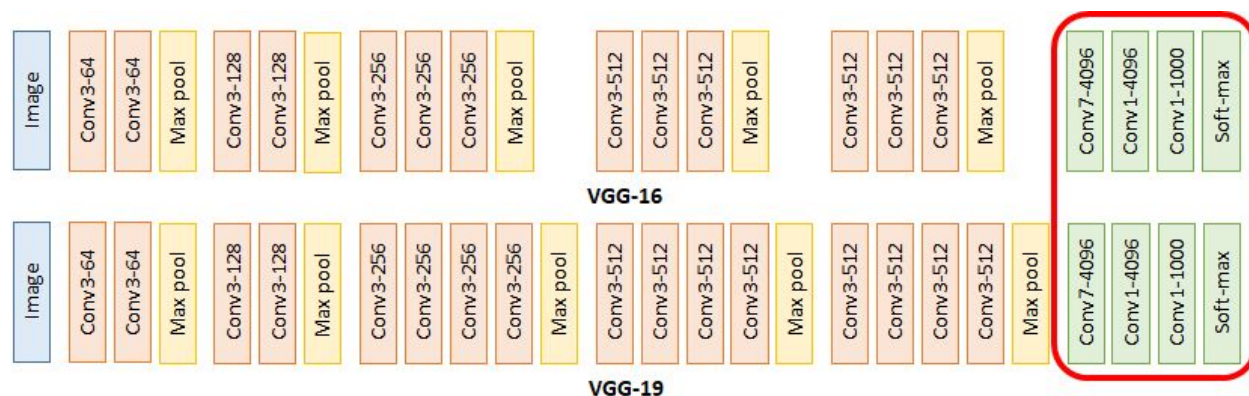 Image
Conv3-64
Conv3-64
Max pool
Conv3-128
Conv3-128
Max pool
Conv3-256
Conv3-256
Conv3-256
Max pool
Conv3-512
Conv3-512
Conv3-512
Max pool
Conv3-512
Conv3-512
Conv3-512
Max pool
Conv7-4096
Conv1-4096
Conv1-1000
Soft-max
VGG-16
Image
Conv3-64
Conv3-64
Max pool
Conv3-128
Conv3-128
Max pool
Conv3-256
Conv3-256
Conv3-256
Conv3-256
Max pool
Conv3-512
Conv3-512
Conv3-512
Conv3-512
Max pool
Conv3-512
Conv3-512
Conv3-512
Conv3-512
Max pool
Conv7-4096
Conv1-4096
Conv1-1000
Soft-max
VGG-19